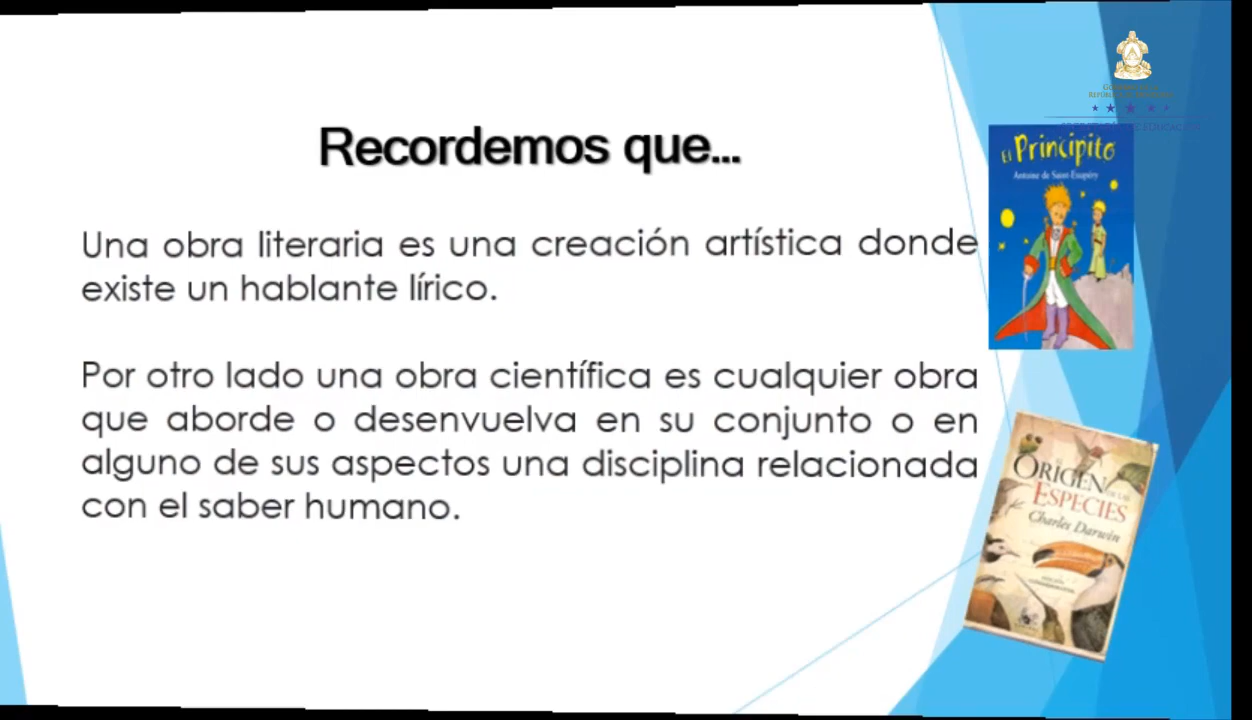 Recordemos que...
Una obra literaria es una creación artística donde
existe un hablante lírico.
Por otro lado una obra científica es cualquier obra
que aborde o desenvuelva en su conjunto o en
alguno de sus aspectos una disciplina relacionada
con el saber humano.
El Principito
Antoine de Saint-Exupéry
ORIGEN DE LAS
ESPECIES
Charles Darwin